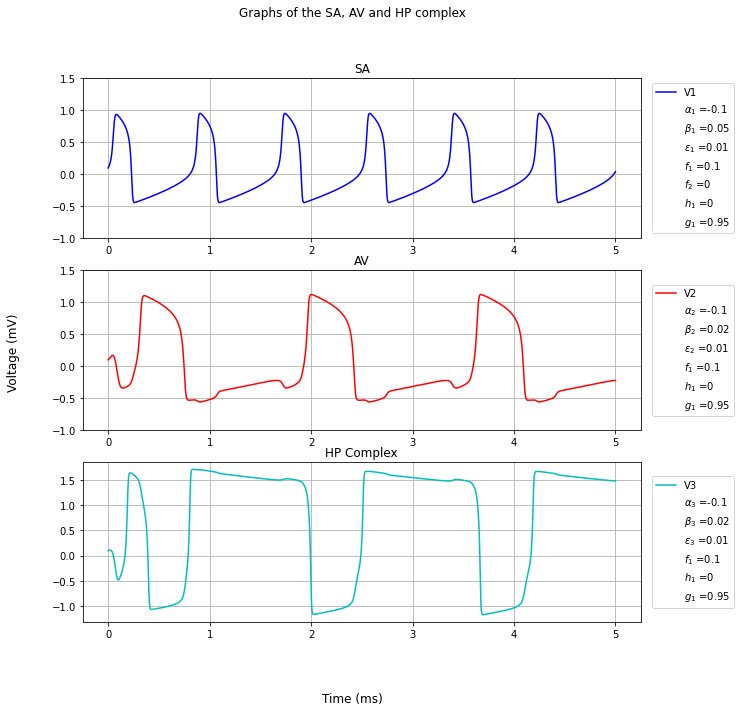 Graphs of the SA, AV and HP complex
SA
1.5
1.0
0.5
0.0
−0.5
−1.0
0 1 2 3 4 5
V1
α₁ =-0.1
β₁ =0.05
ε₁ =0.01
f₁ =0.1
f₂ =0
h₁ =0
g₁ =0.95
AV
1.5
1.0
0.5
0.0
−0.5
−1.0
0 1 2 3 4 5
V2
α₂ =-0.1
β₂ =0.02
ε₂ =0.01
f₁ =0.1
h₁ =0
g₁ =0.95
Voltage (mV)
HP Complex
1.5
1.0
0.5
0.0
−0.5
−1.0
0 1 2 3 4 5
V3
α₃ =-0.1
β₃ =0.02
ε₃ =0.01
f₁ =0.1
h₁ =0
g₁ =0.95
Time (ms)